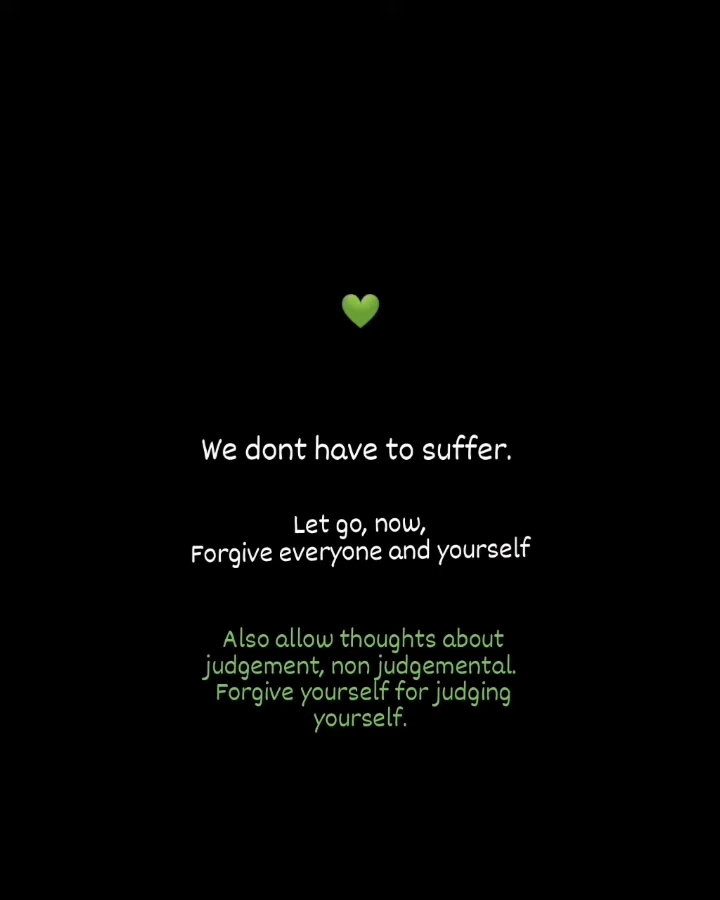 💚
We dont have to suffer.
Let go, now,
Forgive everyone and yourself
Also allow thoughts about
judgement, non judgemental.
Forgive yourself for judging
yourself.